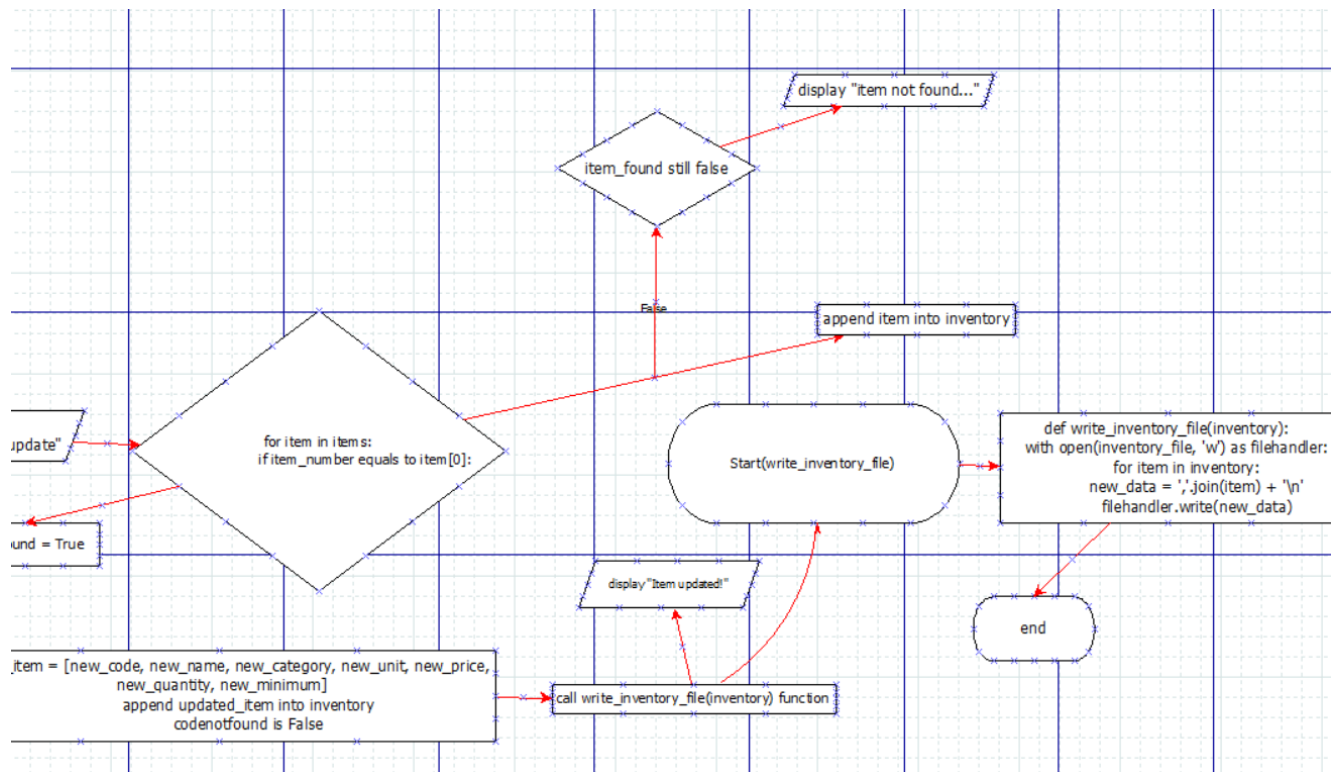 display "item not found..."
item_found still false
False
append item into inventory
update"
for item in items:
if item_number equals to item[0]:
Start(write_inventory_file)
def write_inventory_file(inventory):
with open(inventory_file, 'w') as filehandler:
for item in inventory:
new_data = ','.join(item) + '\n'
filehandler.write(new_data)
ound = True
display "Item updated!"
end
_item = [new_code, new_name, new_category, new_unit, new_price,
new_quantity, new_minimum]
append updated_item into inventory
codenotfound is False
call write_inventory_file(inventory) function